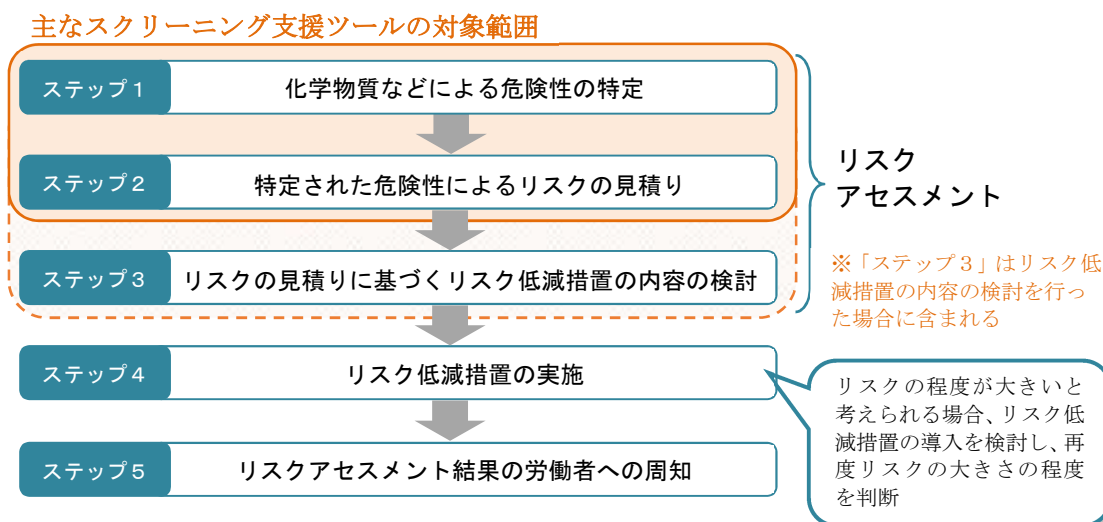 主なスクリーニング支援ツールの対象範囲
ステップ1 化学物質などによる危険性の特定
ステップ2 特定された危険性によるリスクの見積り
ステップ3 リスクの見積りに基づくリスク低減措置の内容の検討
リスク
アセスメント
※「ステップ3」はリスク低
減措置の内容の検討を行っ
た場合に含まれる
ステップ4 リスク低減措置の実施
リスクの程度が大きいと
考えられる場合、リスク低
減措置の導入を検討し、再
度リスクの大きさの程度
を判断
ステップ5 リスクアセスメント結果の労働者への周知